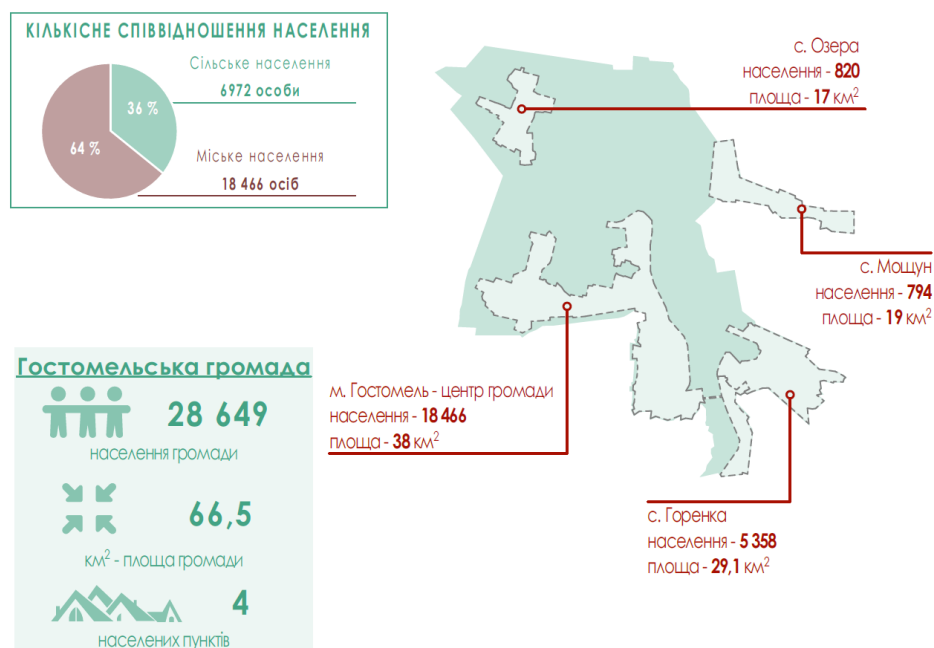 КІЛЬКІСНЕ СПІВВІДНОШЕННЯ НАСЕЛЕННЯ
Сільське населення
6972 особи
36 %
64 %
Міське населення
18 466 осіб
с. Озера
населення - 820
площа - 17 км²
с. Мощун
населення - 794
площа - 19 км²
м. Гостомель - центр громади
населення - 18 466
площа - 38 км²
с. Горенка
населення - 5 358
площа - 29,1 км²
Гостомельська громада
28 649
населення громади
66,5
км² - площа громади
4
населених пунктів